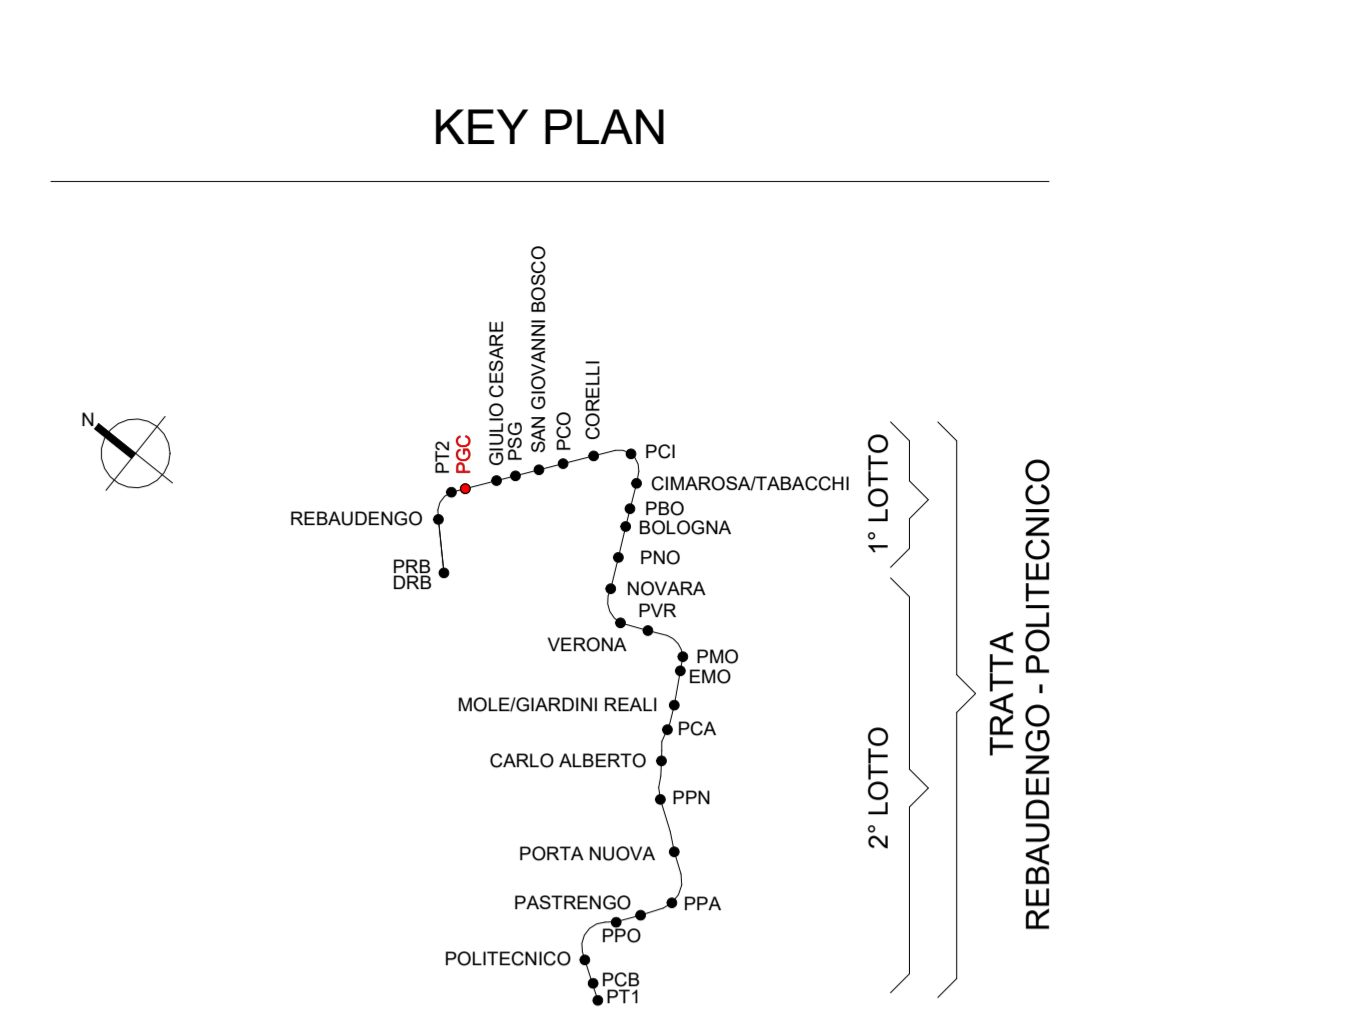 KEY PLAN
N
PT2
PGC
GIULIO CESARE
PSG
SAN GIOVANNI BOSCO
PCO
CORELLI
PCI
CIMAROSA/TABACCHI
REBAUDENGO
PBO
BOLOGNA
PNO
PRB
DRB
NOVARA
PVR
VERONA
PMO
EMO
MOLE/GIARDINI REALI
PCA
CARLO ALBERTO
PPN
PORTA NUOVA
PASTRENGO
PPA
PPO
POLITECNICO
PCB
PT1
1° LOTTO
2° LOTTO
TRATTA
REBAUDENGO - POLITECNICO